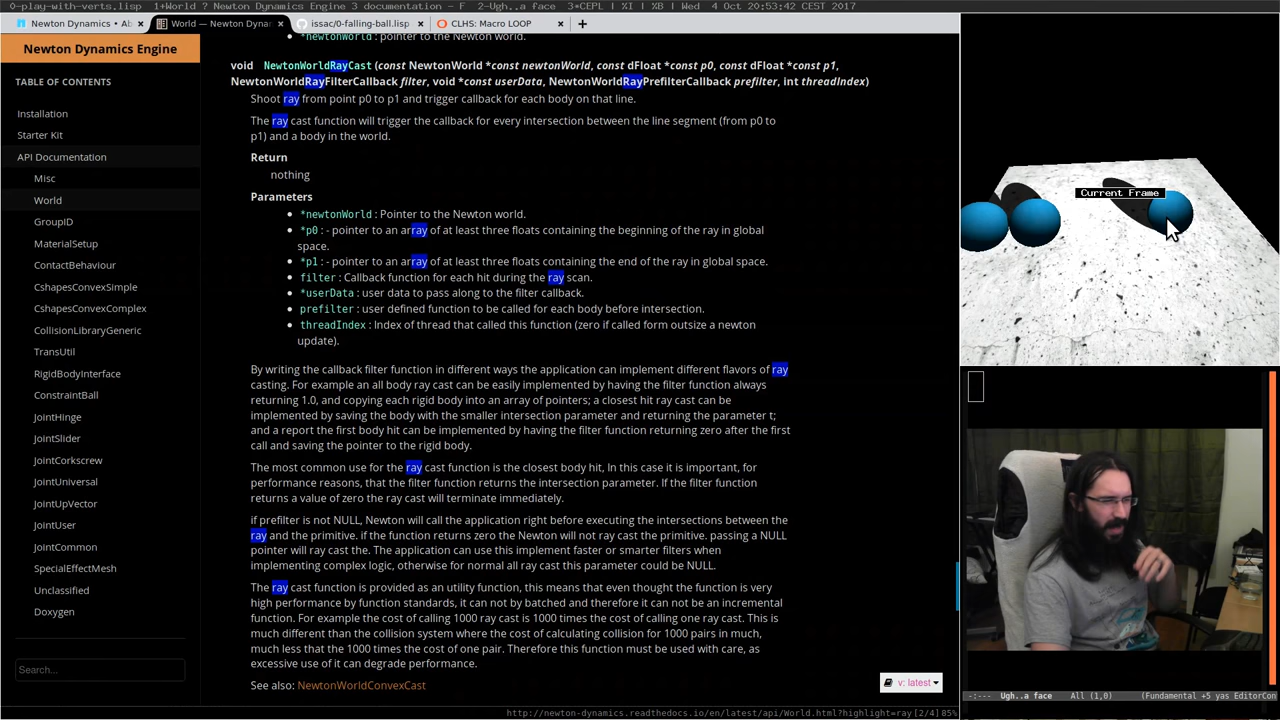 0-play-with-verts.lisp 1+World ? Newton Dynamics Engine 3 documentation - F 2-Ugh..a face 3*CEPL | %I | %B | Wed 4 Oct 20:53:42 CEST 2017
Newton Dynamics • Ab × World — Newton Dynar × issac/0-falling-ball.lisp × CLHS: Macro LOOP × +
Newton Dynamics Engine
TABLE OF CONTENTS
Installation
Starter Kit
API Documentation
Misc
World
GroupID
MaterialSetup
ContactBehaviour
CshapesConvexSimple
CshapesConvexComplex
CollisionLibraryGeneric
TransUtil
RigidBodyInterface
ConstraintBall
JointHinge
JointSlider
JointCorkscrew
JointUniversal
JointUpVector
JointUser
JointCommon
SpecialEffectMesh
Unclassified
Doxygen
Search...
*newtonWorld : pointer to the Newton world.
void NewtonWorldRayCast (const NewtonWorld *const newtonWorld, const dFloat *const p0, const dFloat *const p1,
NewtonWorldRayFilterCallback filter, void *const userData, NewtonWorldRayPrefilterCallback prefilter, int threadIndex)
Shoot ray from point p0 to p1 and trigger callback for each body on that line.
The ray cast function will trigger the callback for every intersection between the line segment (from p0 to
p1) and a body in the world.
Return
nothing
Parameters
*newtonWorld : Pointer to the Newton world.
*p0 : - pointer to an array of at least three floats containing the beginning of the ray in global
space.
*p1 : - pointer to an array of at least three floats containing the end of the ray in global space.
filter : Callback function for each hit during the ray scan.
*userData : user data to pass along to the filter callback.
prefilter : user defined function to be called for each body before intersection.
threadIndex : Index of thread that called this function (zero if called form outsize a newton
update).
By writing the callback filter function in different ways the application can implement different flavors of ray
casting. For example an all body ray cast can be easily implemented by having the filter function always
returning 1.0, and copying each rigid body into an array of pointers; a closest hit ray cast can be
implemented by saving the body with the smaller intersection parameter and returning the parameter t;
and a report the first body hit can be implemented by having the filter function returning zero after the first
call and saving the pointer to the rigid body.
The most common use for the ray cast function is the closest body hit, In this case it is important, for
performance reasons, that the filter function returns the intersection parameter. If the filter function
returns a value of zero the ray cast will terminate immediately.
if prefilter is not NULL, Newton will call the application right before executing the intersections between the
ray and the primitive. if the function returns zero the Newton will not ray cast the primitive. passing a NULL
pointer will ray cast the. The application can use this implement faster or smarter filters when
implementing complex logic, otherwise for normal all ray cast this parameter could be NULL.
The ray cast function is provided as an utility function, this means that even thought the function is very
high performance by function standards, it can not by batched and therefore it can not be an incremental
function. For example the cost of calling 1000 ray cast is 1000 times the cost of calling one ray cast. This is
much different than the collision system where the cost of calculating collision for 1000 pairs in much,
much less that the 1000 times the cost of one pair. Therefore this function must be used with care, as
excessive use of it can degrade performance.
See also: NewtonWorldConvexCast
v: latest
http://newton-dynamics.readthedocs.io/en/latest/api/World.html?highlight=ray [2/4] 85%
Current Frame
-:--- Ugh..a face All (1,0) (Fundamental +5 yas EditorCon